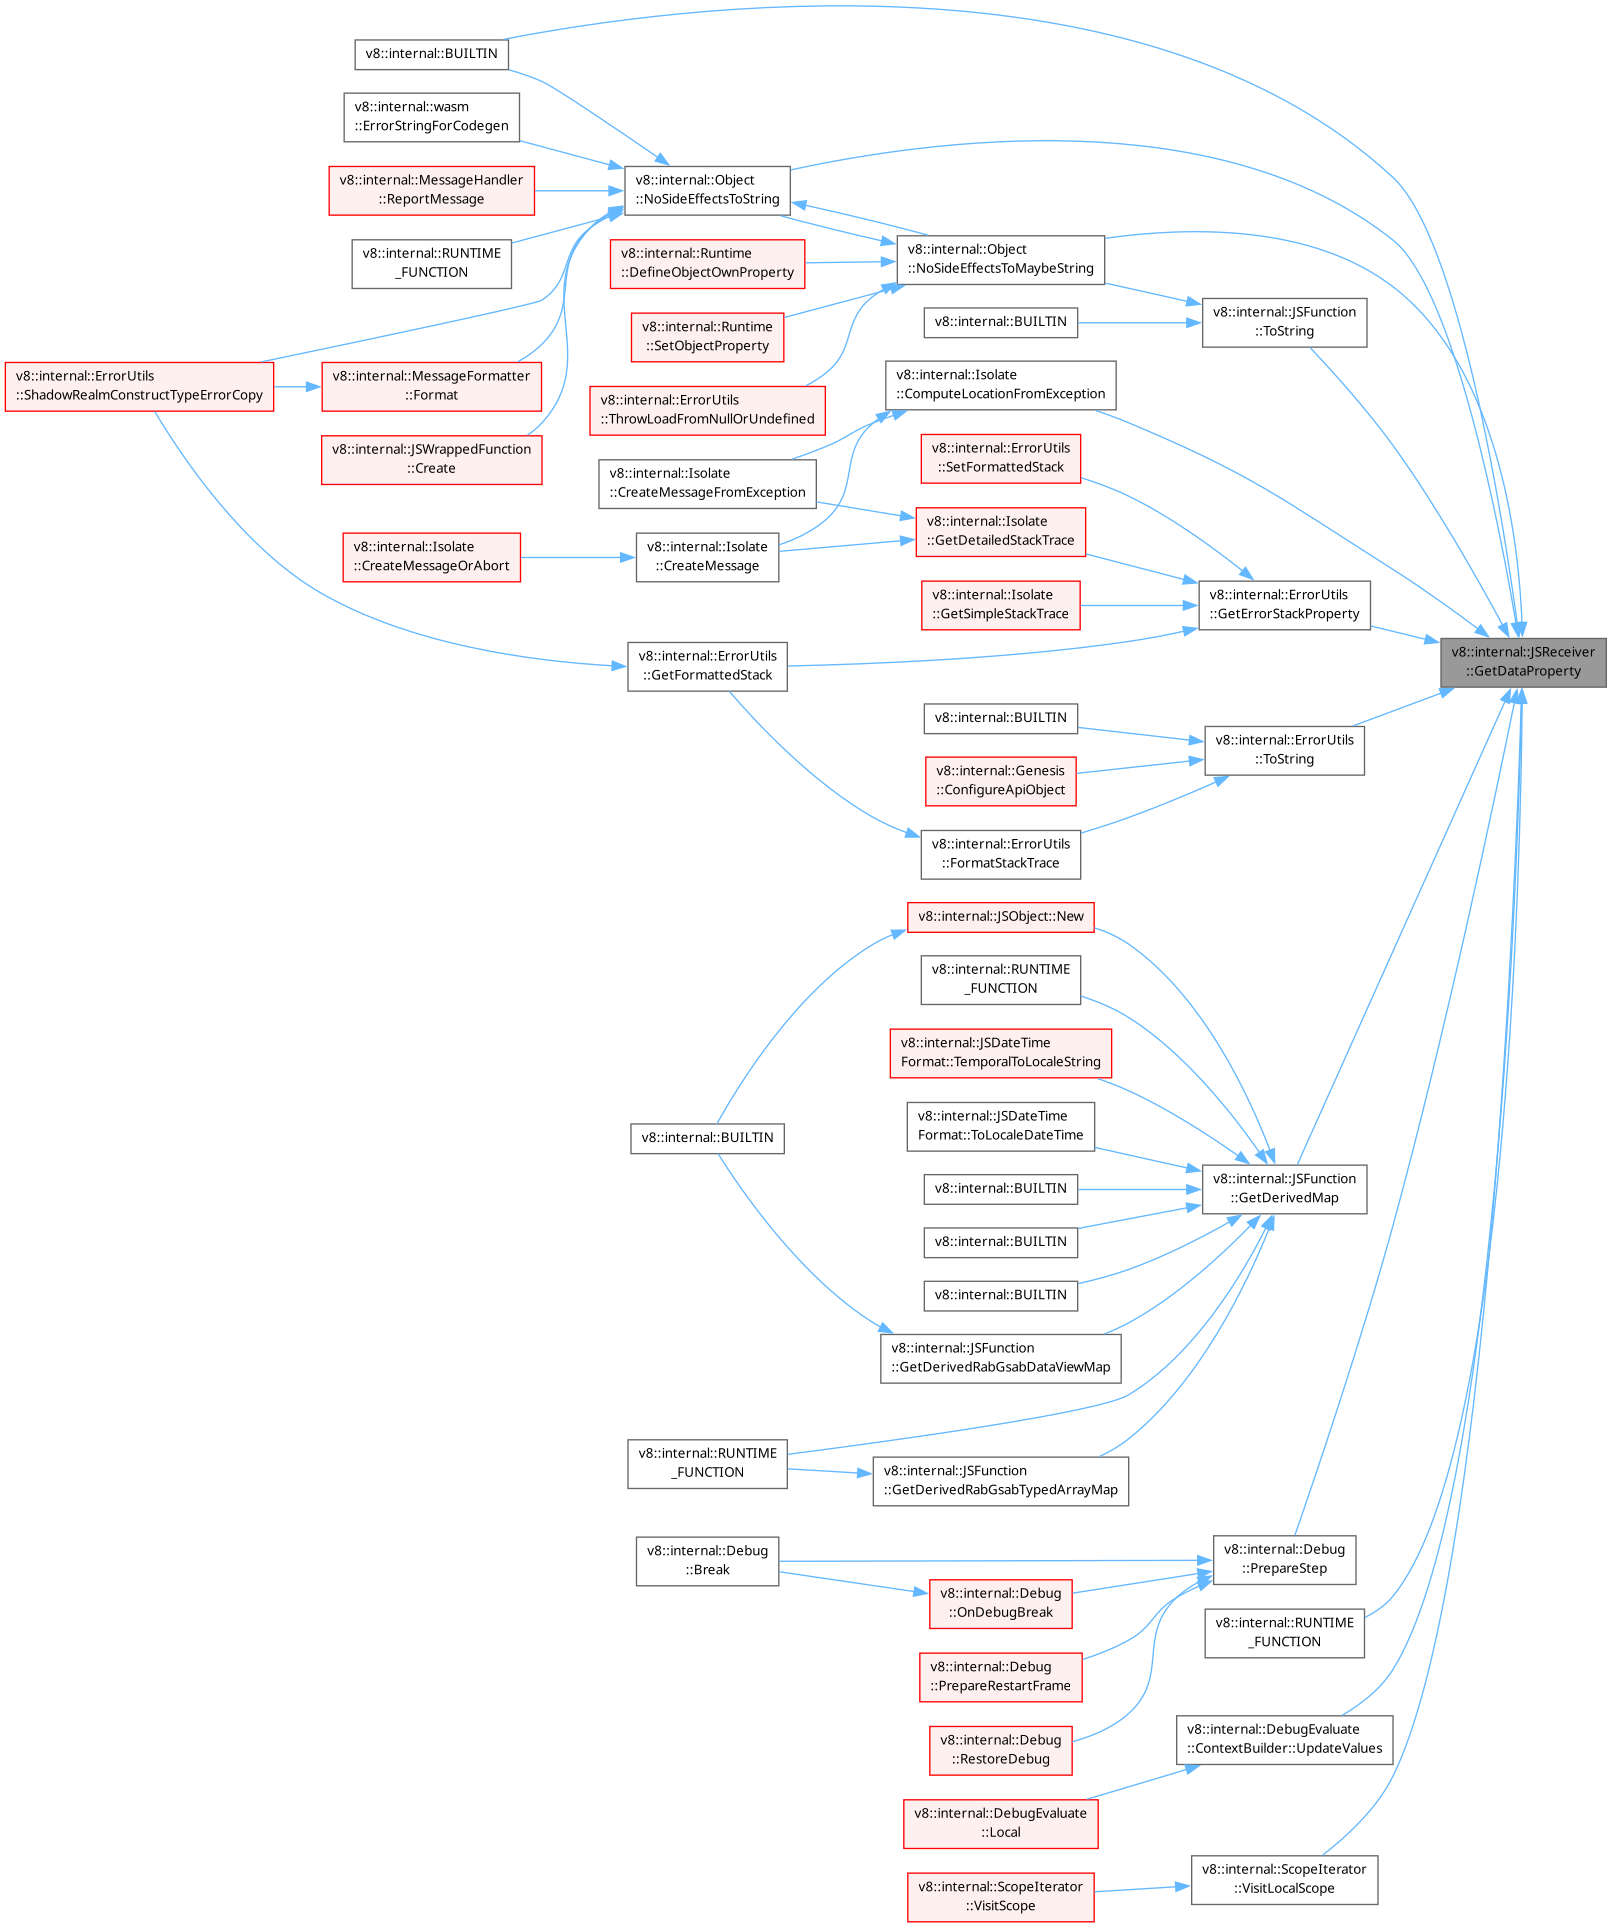 v8::internal::BUILTIN
v8::internal::wasm
::ErrorStringForCodegen
v8::internal::MessageHandler
::ReportMessage
v8::internal::RUNTIME
_FUNCTION
v8::internal::ErrorUtils
::ShadowRealmConstructTypeErrorCopy
v8::internal::MessageFormatter
::Format
v8::internal::JSWrappedFunction
::Create
v8::internal::Isolate
::CreateMessageOrAbort
v8::internal::Object
::NoSideEffectsToString
v8::internal::Runtime
::DefineObjectOwnProperty
v8::internal::Runtime
::SetObjectProperty
v8::internal::ErrorUtils
::ThrowLoadFromNullOrUndefined
v8::internal::Isolate
::CreateMessageFromException
v8::internal::Isolate
::CreateMessage
v8::internal::ErrorUtils
::GetFormattedStack
v8::internal::BUILTIN
v8::internal::RUNTIME
_FUNCTION
v8::internal::Debug
::Break
v8::internal::Object
::NoSideEffectsToMaybeString
v8::internal::BUILTIN
v8::internal::Isolate
::ComputeLocationFromException
v8::internal::ErrorUtils
::SetFormattedStack
v8::internal::Isolate
::GetDetailedStackTrace
v8::internal::Isolate
::GetSimpleStackTrace
v8::internal::BUILTIN
v8::internal::Genesis
::ConfigureApiObject
v8::internal::ErrorUtils
::FormatStackTrace
v8::internal::JSObject::New
v8::internal::RUNTIME
_FUNCTION
v8::internal::JSDateTime
Format::TemporalToLocaleString
v8::internal::JSDateTime
Format::ToLocaleDateTime
v8::internal::BUILTIN
v8::internal::BUILTIN
v8::internal::BUILTIN
v8::internal::JSFunction
::GetDerivedRabGsabDataViewMap
v8::internal::JSFunction
::GetDerivedRabGsabTypedArrayMap
v8::internal::Debug
::OnDebugBreak
v8::internal::Debug
::PrepareRestartFrame
v8::internal::Debug
::RestoreDebug
v8::internal::DebugEvaluate
::Local
v8::internal::ScopeIterator
::VisitScope
v8::internal::JSFunction
::ToString
v8::internal::ErrorUtils
::GetErrorStackProperty
v8::internal::ErrorUtils
::ToString
v8::internal::JSFunction
::GetDerivedMap
v8::internal::Debug
::PrepareStep
v8::internal::RUNTIME
_FUNCTION
v8::internal::DebugEvaluate
::ContextBuilder::UpdateValues
v8::internal::ScopeIterator
::VisitLocalScope
v8::internal::JSReceiver
::GetDataProperty